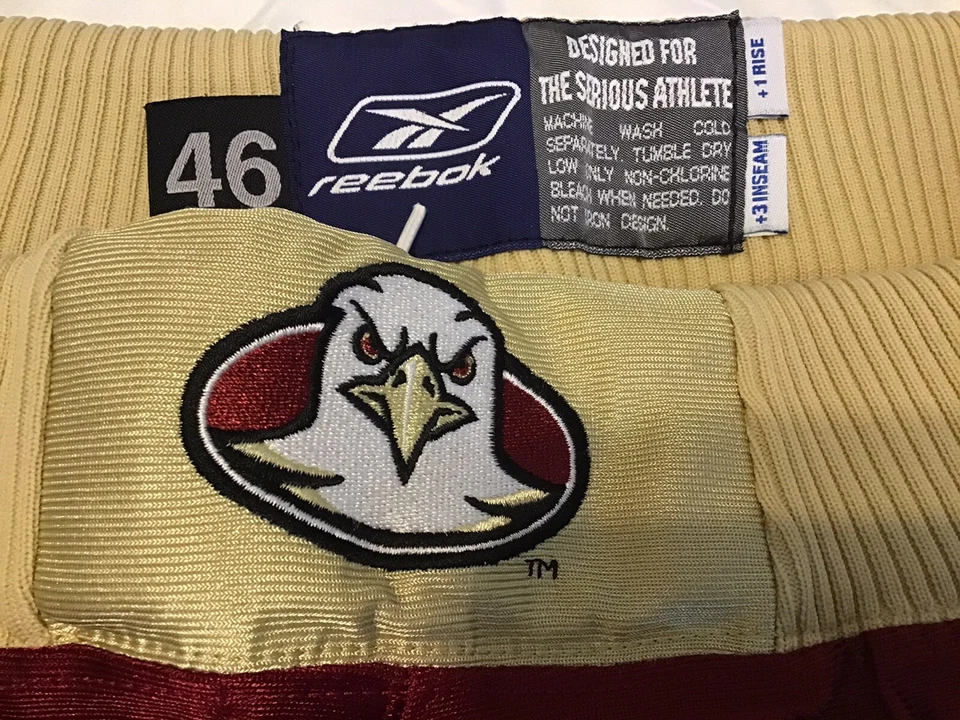 46
reebok
DESIGNED FOR
THE SERIOUS ATHLETE
MACHINE WASH COLD
SEPARATELY. TUMBLE DRY
LOW ONLY NON-CHLORINE
BLEACH WHEN NEEDED. DO
NOT IRON DESIGN.
+1 RISE
+3 INSEAM
TM